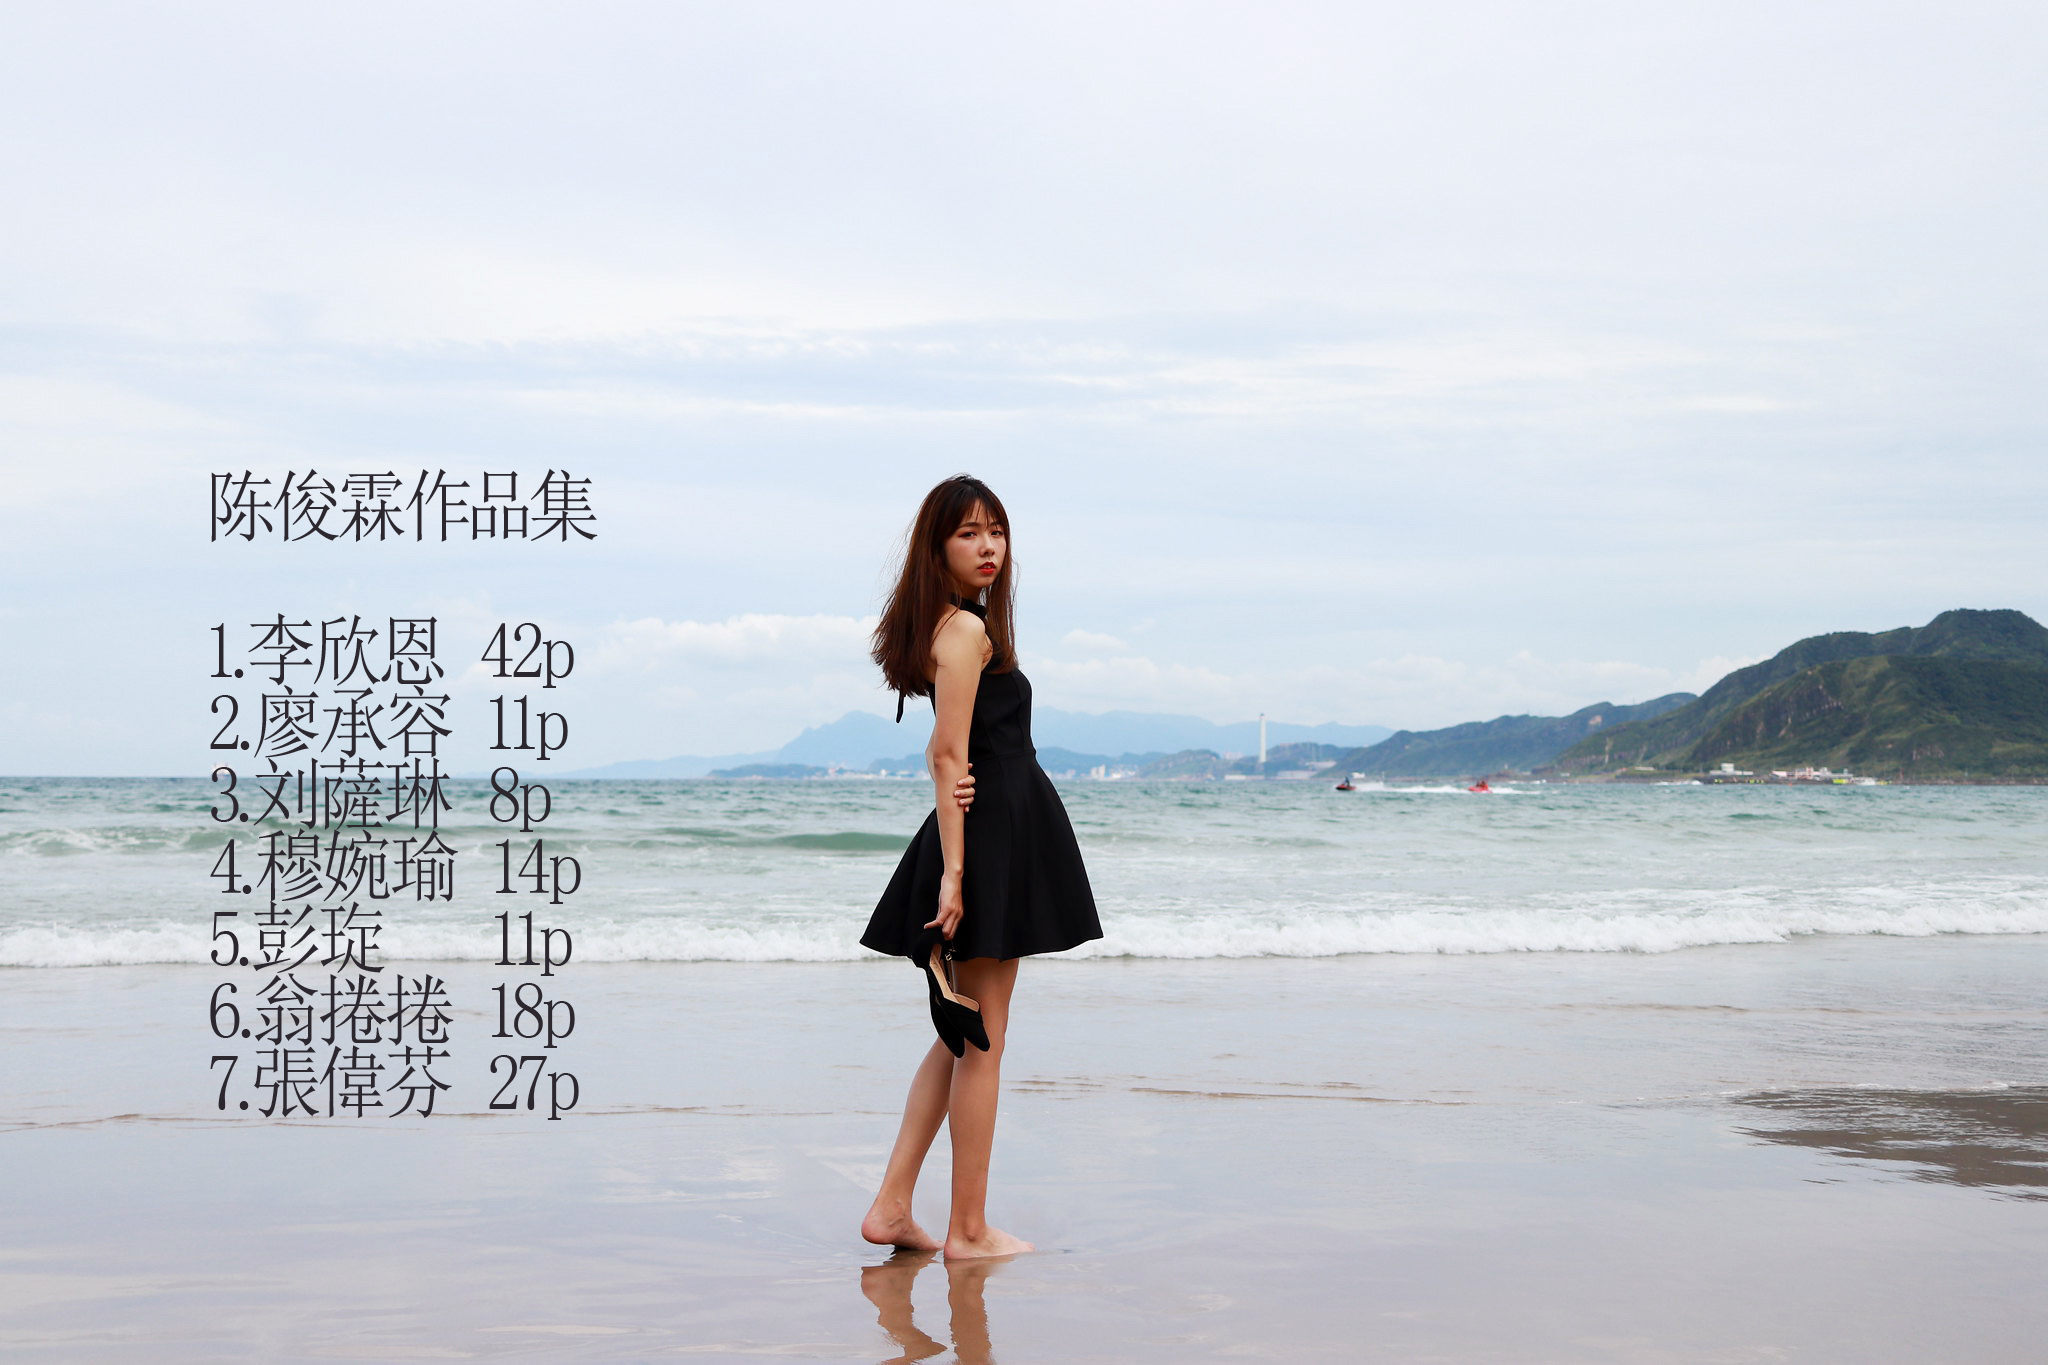 陈俊霖作品集
1.李欣恩 42p
2.廖承容 11p
3.刘薩琳 8p
4.穆婉瑜 14p
5.彭琁 11p
6.翁捲捲 18p
7.張偉芬 27p